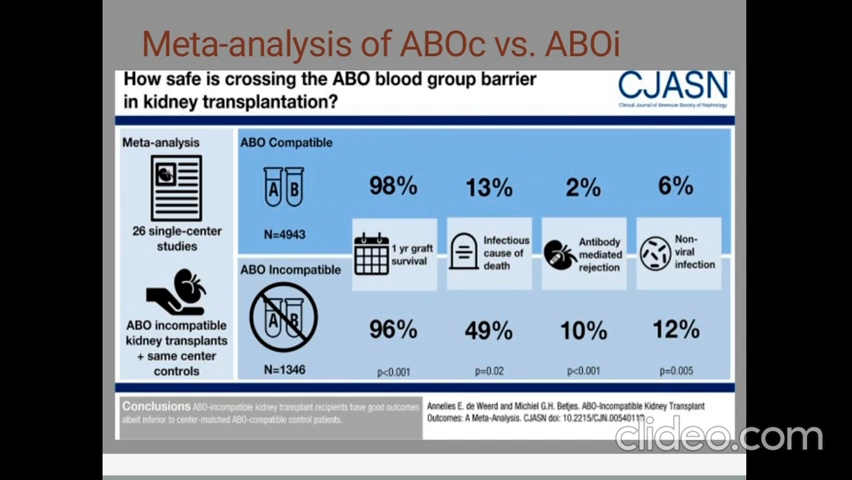 Meta-analysis of ABOc vs. ABOi
How safe is crossing the ABO blood group barrier
in kidney transplantation?
CJASN
Clinical Journal of American Society of Nephrology
Meta-analysis
26 single-center
studies
ABO incompatible
kidney transplants
+ same center
controls
ABO Compatible
A B
N=4943
98%
13%
2%
6%
1 yr graft
survival
Infectious
cause of
death
Antibody
mediated
rejection
Non-
viral
infection
ABO Incompatible
A B
N=1346
96%
49%
10%
12%
p<0.001
p=0.02
p<0.001
p=0.005
Conclusions ABO-incompatible kidney transplant recipients have good outcomes
albeit inferior to center-matched ABO-compatible control patients.
Annelies E. de Weerd and Michiel G.H. Betjes. ABO-Incompatible Kidney Transplant
Outcomes: A Meta-Analysis. CJASN doi: 10.2215/CJN.
clideo.com